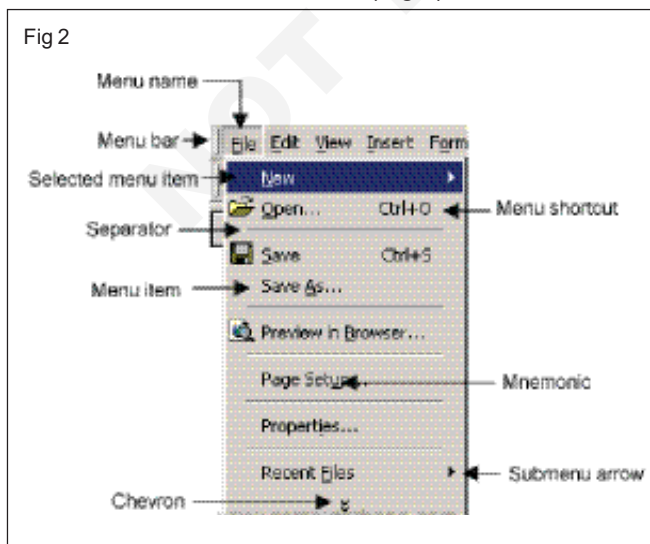 Fig 2
Menu name
Menu bar File Edit View Insert Form
Selected menu item New
Open... Ctrl+O Menu shortcut
Separator
Save Ctrl+S
Menu item Save As...
Preview in Browser...
Page Setup... Mnemonic
Properties...
Recent Files Submenu arrow
Chevron
NOT